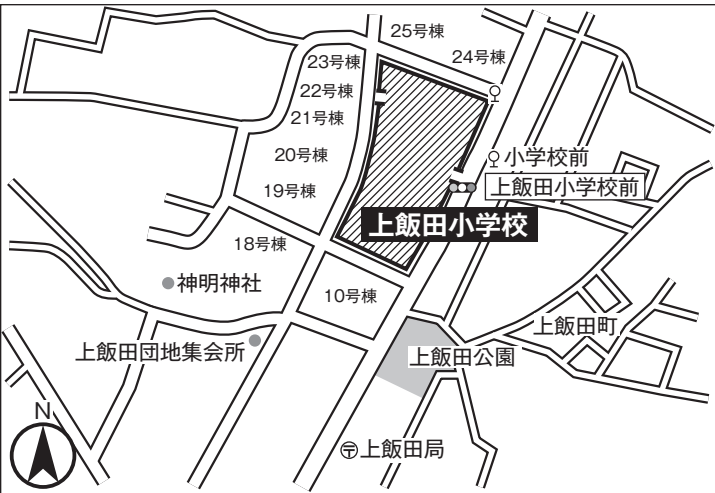 25号棟
24号棟
23号棟
22号棟
21号棟
20号棟
19号棟
18号棟
10号棟
小学校前
上飯田小学校前
上飯田小学校
神明神社
上飯田団地集会所
上飯田町
上飯田公園
〒上飯田局
N